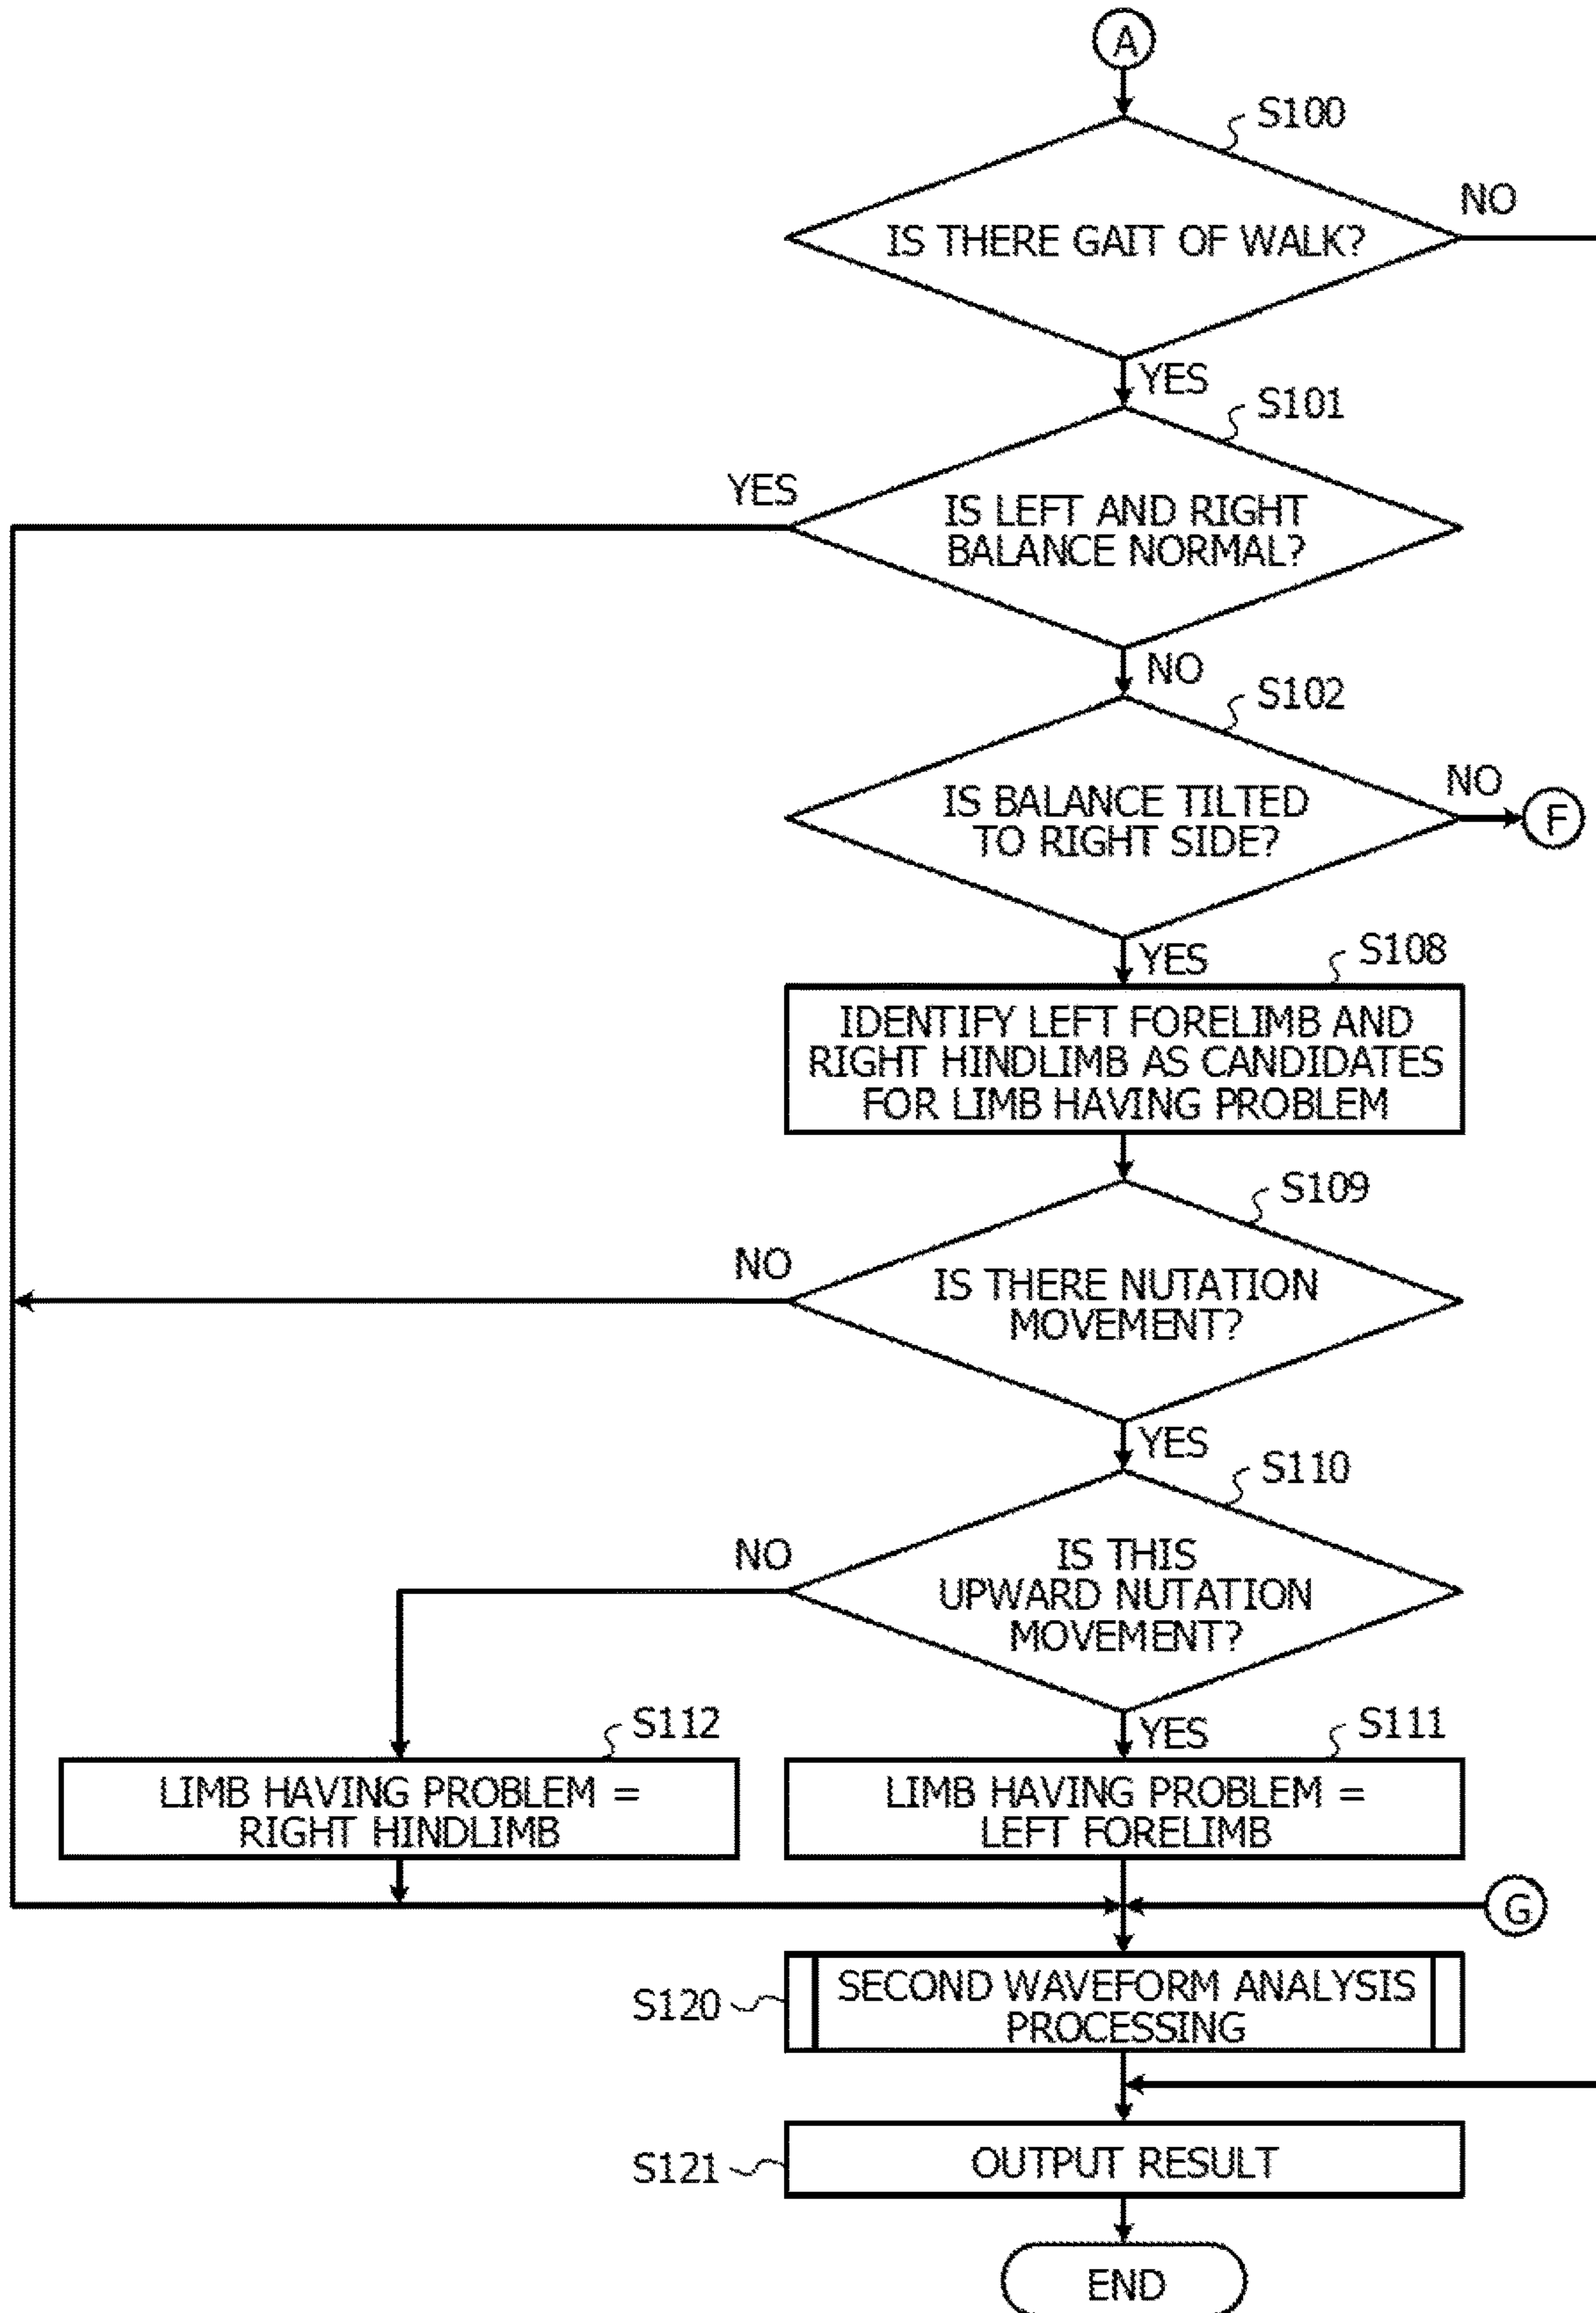 A
S100
NO
IS THERE GAIT OF WALK?
YES
S101
YES
IS LEFT AND RIGHT
BALANCE NORMAL?
NO
S102
IS BALANCE TILTED
TO RIGHT SIDE?
NO
F
YES
S108
IDENTIFY LEFT FORELIMB AND
RIGHT HINDLIMB AS CANDIDATES
FOR LIMB HAVING PROBLEM
S109
NO
IS THERE NUTATION
MOVEMENT?
YES
S110
NO
IS THIS
UPWARD NUTATION
MOVEMENT?
S112
YES
S111
LIMB HAVING PROBLEM =
RIGHT HINDLIMB
LIMB HAVING PROBLEM =
LEFT FORELIMB
G
S120
SECOND WAVEFORM ANALYSIS
PROCESSING
S121
OUTPUT RESULT
END